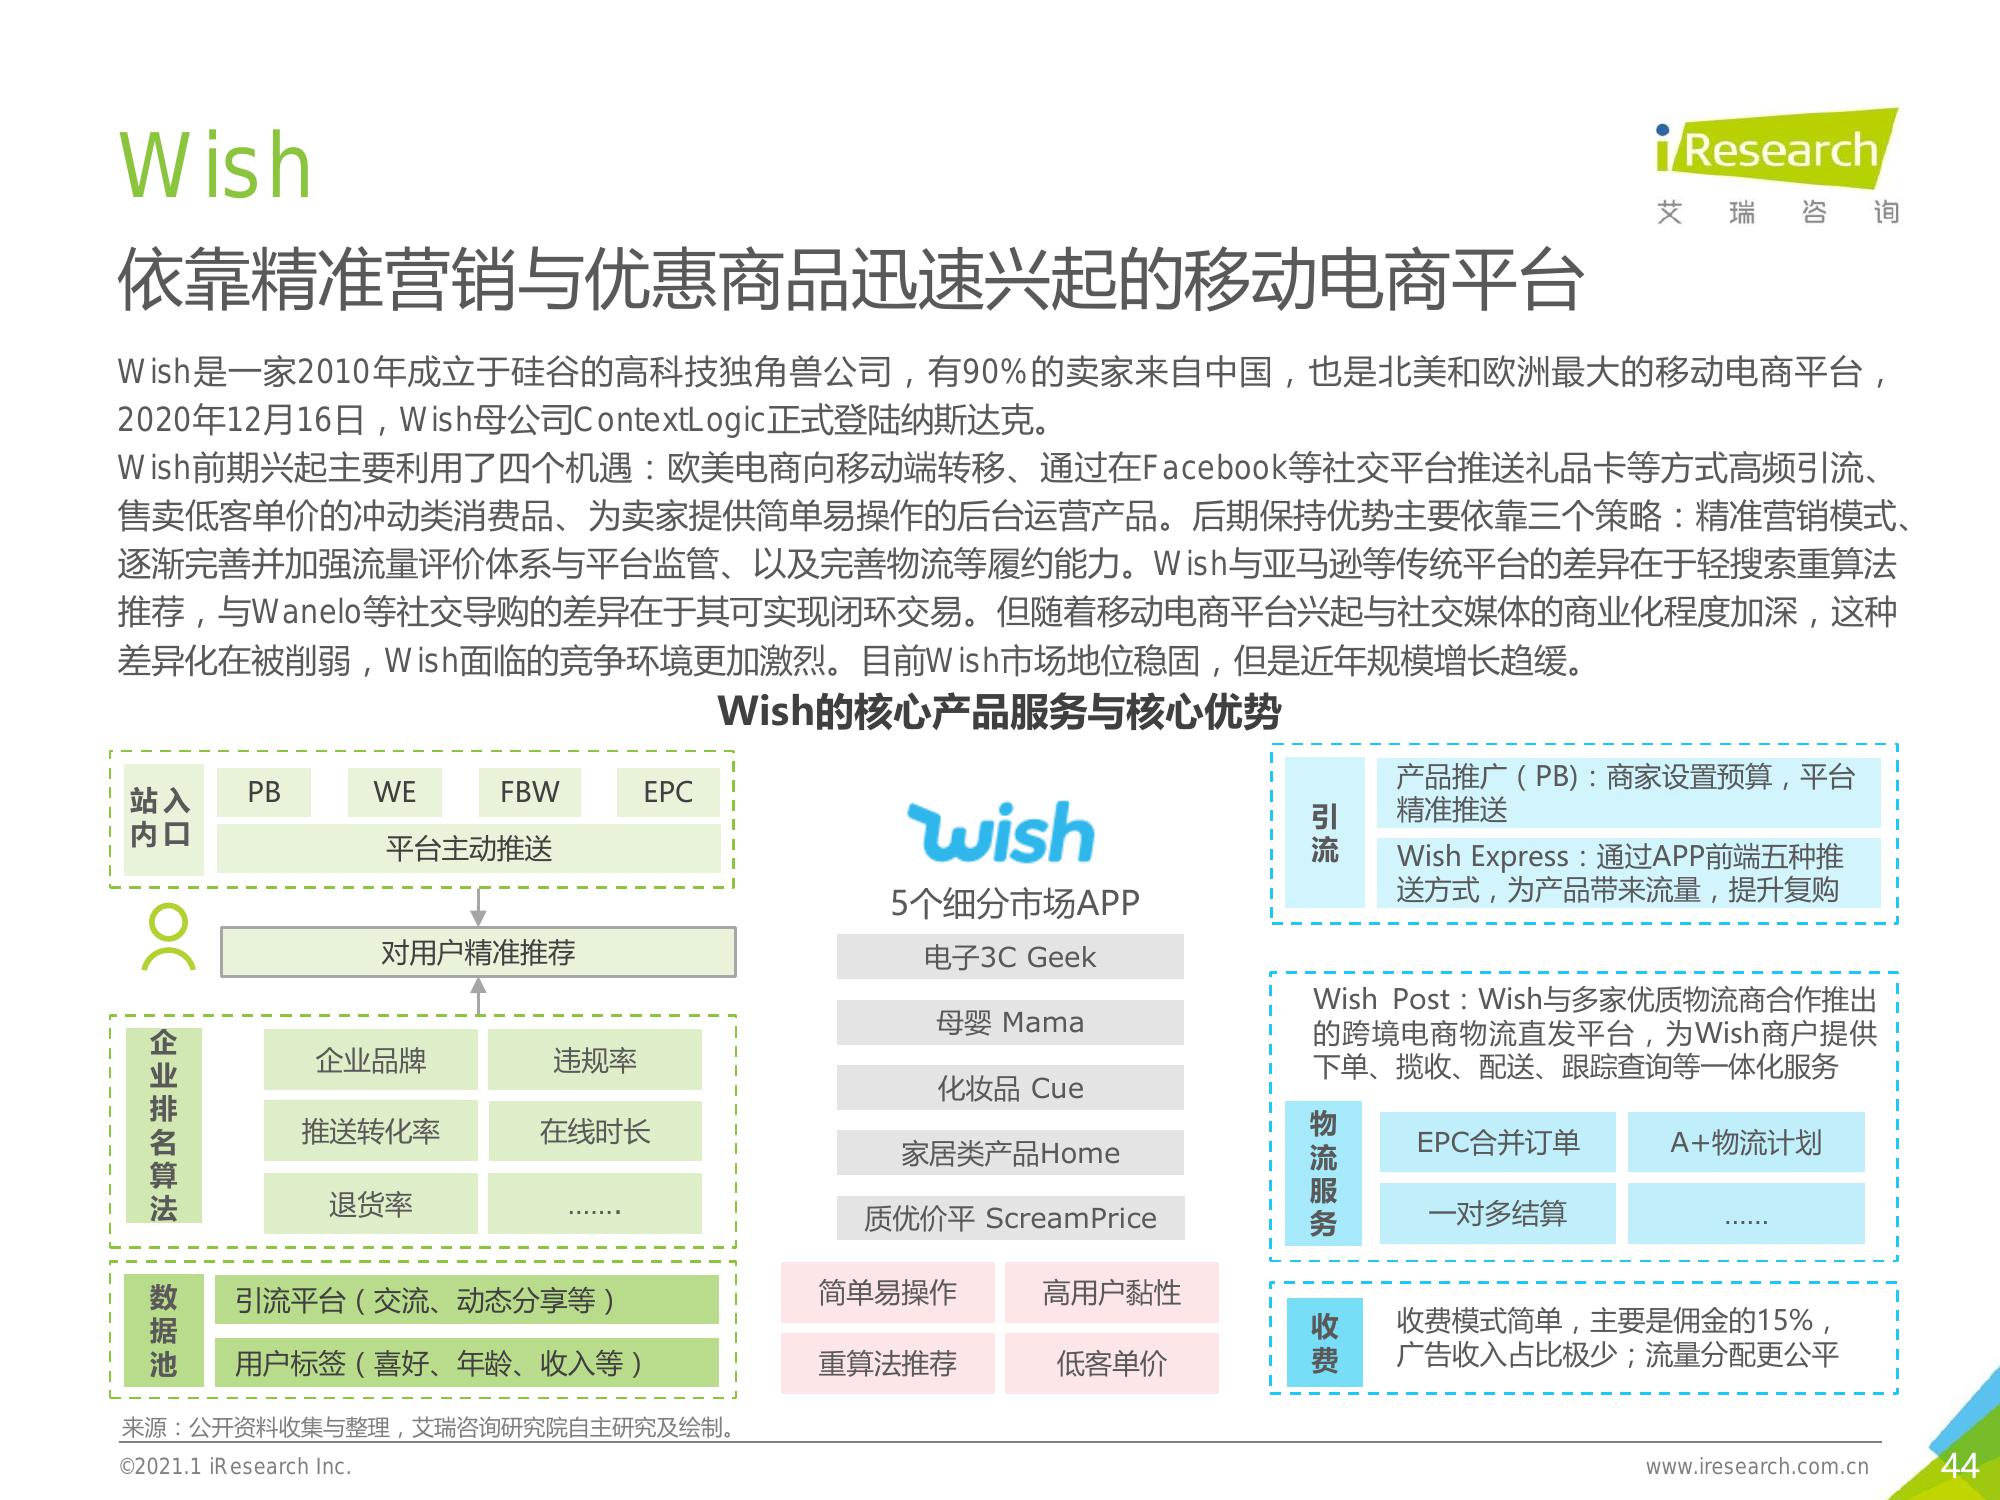 Wish
iResearch
艾瑞咨询
依靠精准营销与优惠商品迅速兴起的移动电商平台
Wish是一家2010年成立于硅谷的高科技独角兽公司，有90%的卖家来自中国，也是北美和欧洲最大的移动电商平台，
2020年12月16日，Wish母公司ContextLogic正式登陆纳斯达克。
Wish前期兴起主要利用了四个机遇：欧美电商向移动端转移、通过在Facebook等社交平台推送礼品卡等方式高频引流、
售卖低客单价的冲动类消费品、为卖家提供简单易操作的后台运营产品。后期保持优势主要依靠三个策略：精准营销模式、
逐渐完善并加强流量评价体系与平台监管、以及完善物流等履约能力。Wish与亚马逊等传统平台的差异在于轻搜索重算法
推荐，与Wanelo等社交导购的差异在于其可实现闭环交易。但随着移动电商平台兴起与社交媒体的商业化程度加深，这种
差异化在被削弱，Wish面临的竞争环境更加激烈。目前Wish市场地位稳固，但是近年规模增长趋缓。
Wish的核心产品服务与核心优势
站内
入口
PB
WE
FBW
EPC
平台主动推送
对用户精准推荐
企业排名算法
企业品牌
违规率
推送转化率
在线时长
退货率
.......
数据池
引流平台（交流、动态分享等）
用户标签（喜好、年龄、收入等）
wish
5个细分市场APP
电子3C Geek
母婴 Mama
化妆品 Cue
家居类产品Home
质优价平 ScreamPrice
简单易操作
高用户黏性
重算法推荐
低客单价
引流
产品推广（PB)：商家设置预算，平台
精准推送
Wish Express：通过APP前端五种推
送方式，为产品带来流量，提升复购
Wish Post：Wish与多家优质物流商合作推出
的跨境电商物流直发平台，为Wish商户提供
下单、揽收、配送、跟踪查询等一体化服务
物流服务
EPC合并订单
A+物流计划
一对多结算
......
收费
收费模式简单，主要是佣金的15%，
广告收入占比极少；流量分配更公平
来源：公开资料收集与整理，艾瑞咨询研究院自主研究及绘制。
©2021.1 iResearch Inc.
www.iresearch.com.cn
44